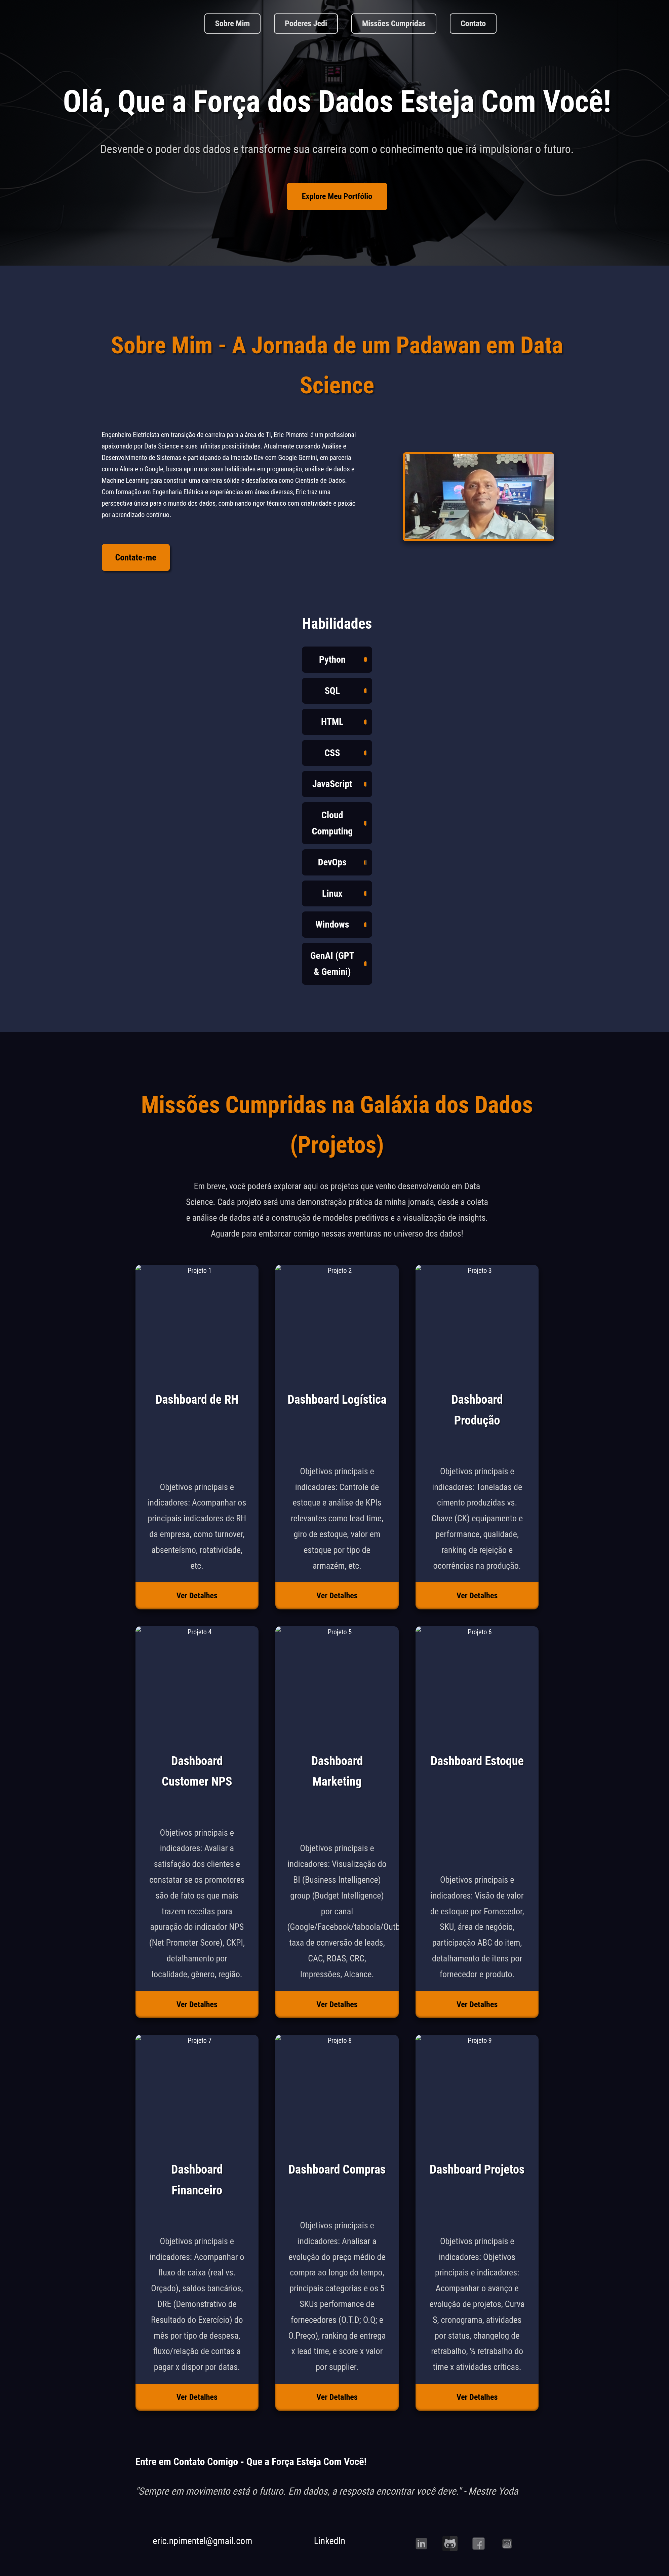 Sobre Mim
Poderes Jedi
Missões Cumpridas
Contato
Olá, Que a Força dos Dados Esteja Com Você!
Desvende o poder dos dados e transforme sua carreira com o conhecimento que irá impulsionar o futuro.
Explore Meu Portfólio
Sobre Mim - A Jornada de um Padawan em Data
Science
Engenheiro Eletricista em transição de carreira para a área de TI, Eric Pimentel é um profissional
apaixonado por Data Science e suas infinitas possibilidades. Atualmente cursando Análise e
Desenvolvimento de Sistemas e participando da Imersão Dev com Google Gemini, em parceria
com a Alura e o Google, busca aprimorar suas habilidades em programação, análise de dados e
Machine Learning para construir uma carreira sólida e desafiadora como Cientista de Dados.
Com formação em Engenharia Elétrica e experiências em áreas diversas, Eric traz uma
perspectiva única para o mundo dos dados, combinando rigor técnico com criatividade e paixão
por aprendizado contínuo.
Contate-me
Habilidades
Python
SQL
HTML
CSS
JavaScript
Cloud
Computing
DevOps
Linux
Windows
GenAI (GPT
& Gemini)
Missões Cumpridas na Galáxia dos Dados
(Projetos)
Em breve, você poderá explorar aqui os projetos que venho desenvolvendo em Data
Science. Cada projeto será uma demonstração prática da minha jornada, desde a coleta
e análise de dados até a construção de modelos preditivos e a visualização de insights.
Aguarde para embarcar comigo nessas aventuras no universo dos dados!
Projeto 1
Dashboard de RH
Objetivos principais e
indicadores: Acompanhar os
principais indicadores de RH
da empresa, como turnover,
absenteísmo, rotatividade,
etc.
Ver Detalhes
Projeto 2
Dashboard Logística
Objetivos principais e
indicadores: Controle de
estoque e análise de KPIs
relevantes como lead time,
giro de estoque, valor em
estoque por tipo de
armazém, etc.
Ver Detalhes
Projeto 3
Dashboard
Produção
Objetivos principais e
indicadores: Toneladas de
cimento produzidas vs.
Chave (CK) equipamento e
performance, qualidade,
ranking de rejeição e
ocorrências na produção.
Ver Detalhes
Projeto 4
Dashboard
Customer NPS
Objetivos principais e
indicadores: Avaliar a
satisfação dos clientes e
constatar se os promotores
são de fato os que mais
trazem receitas para
apuração do indicador NPS
(Net Promoter Score), CKPI,
detalhamento por
localidade, gênero, região.
Ver Detalhes
Projeto 5
Dashboard
Marketing
Objetivos principais e
indicadores: Visualização do
BI (Business Intelligence)
group (Budget Intelligence)
por canal
(Google/Facebook/taboola/Outb
taxa de conversão de leads,
CAC, ROAS, CRC,
Impressões, Alcance.
Ver Detalhes
Projeto 6
Dashboard Estoque
Objetivos principais e
indicadores: Visão de valor
de estoque por Fornecedor,
SKU, área de negócio,
participação ABC do item,
detalhamento de itens por
fornecedor e produto.
Ver Detalhes
Projeto 7
Dashboard
Financeiro
Objetivos principais e
indicadores: Acompanhar o
fluxo de caixa (real vs.
Orçado), saldos bancários,
DRE (Demonstrativo de
Resultado do Exercício) do
mês por tipo de despesa,
fluxo/relação de contas a
pagar x dispor por datas.
Ver Detalhes
Projeto 8
Dashboard Compras
Objetivos principais e
indicadores: Analisar a
evolução do preço médio de
compra ao longo do tempo,
principais categorias e os 5
SKUs performance de
fornecedores (O.T.D; O.Q; e
O.Preço), ranking de entrega
x lead time, e score x valor
por supplier.
Ver Detalhes
Projeto 9
Dashboard Projetos
Objetivos principais e
indicadores: Objetivos
principais e indicadores:
Acompanhar o avanço e
evolução de projetos, Curva
S, cronograma, atividades
por status, changelog de
retrabalho, % retrabalho do
time x atividades críticas.
Ver Detalhes
Entre em Contato Comigo - Que a Força Esteja Com Você!
"Sempre em movimento está o futuro. Em dados, a resposta encontrar você deve." - Mestre Yoda
eric.npimentel@gmail.com
LinkedIn